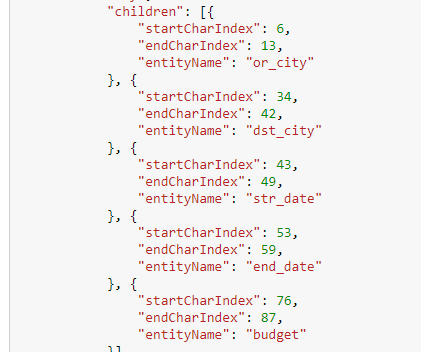 "children": [{
"startCharIndex": 6,
"endCharIndex": 13,
"entityName": "or_city"
}, {
"startCharIndex": 34,
"endCharIndex": 42,
"entityName": "dst_city"
}, {
"startCharIndex": 43,
"endCharIndex": 49,
"entityName": "str_date"
}, {
"startCharIndex": 53,
"endCharIndex": 59,
"entityName": "end_date"
}, {
"startCharIndex": 76,
"endCharIndex": 87,
"entityName": "budget"
}]